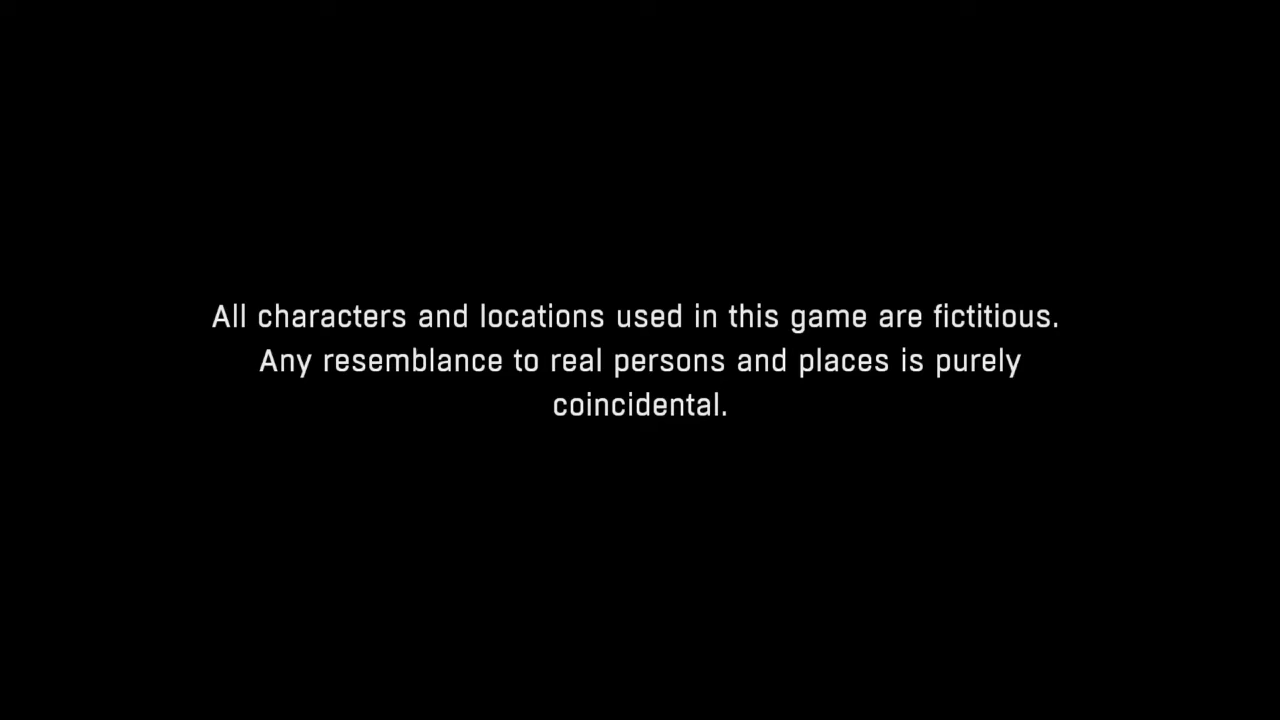 All characters and locations used in this game are fictitious.
Any resemblance to real persons and places is purely
coincidental.